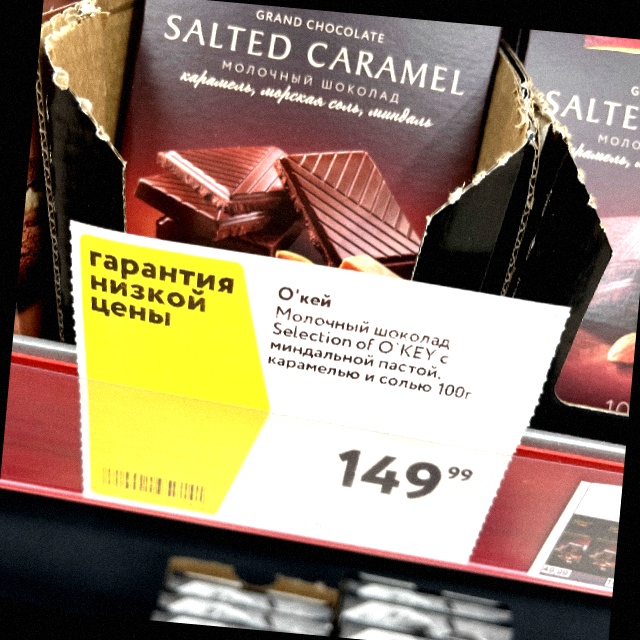 GRAND CHOCOLATE
SALTED CARAMEL
МОЛОЧНЫЙ ШОКОЛАД
карамель, морская соль, миндаль
SALTE
МОЛО
гарантия
низкой
цены
О'кей
Молочный шоколад
Selection of O`KEY с
миндальной пастой,
карамелью и солью 100г
149 99